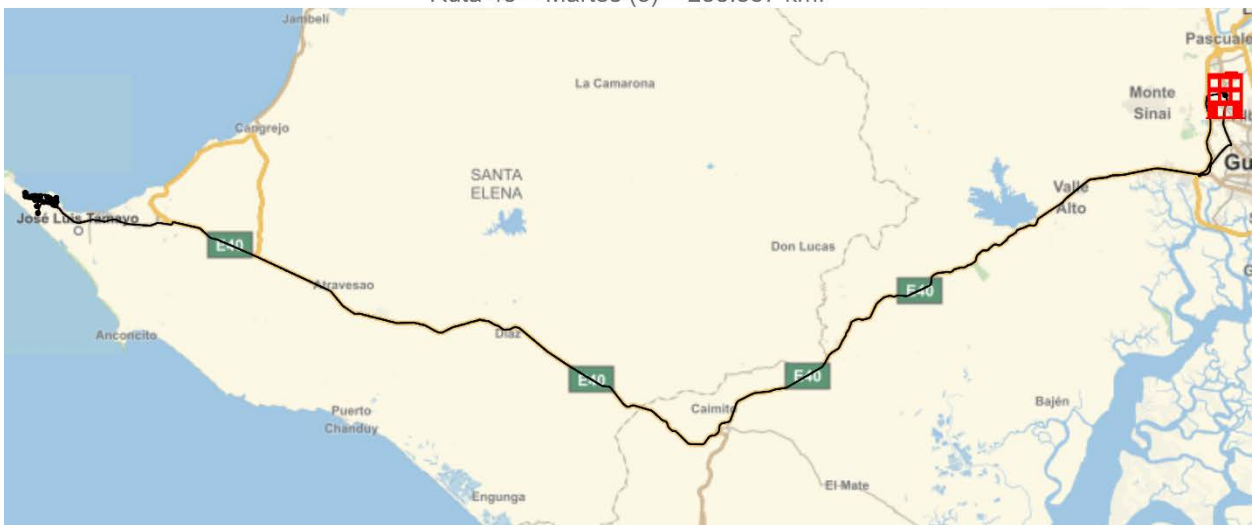 Jambelí
Pascuale
La Camarona
Monte
Sinai
Cangrejo
Gu
SANTA
ELENA
Valle
Alto
José Luis Tamayo
E40
Don Lucas
Atravesao
E40
Anconcito
Díaz
E40
E40
Caimito
Bajén
Puerto
Chanduy
El Mate
Engunga